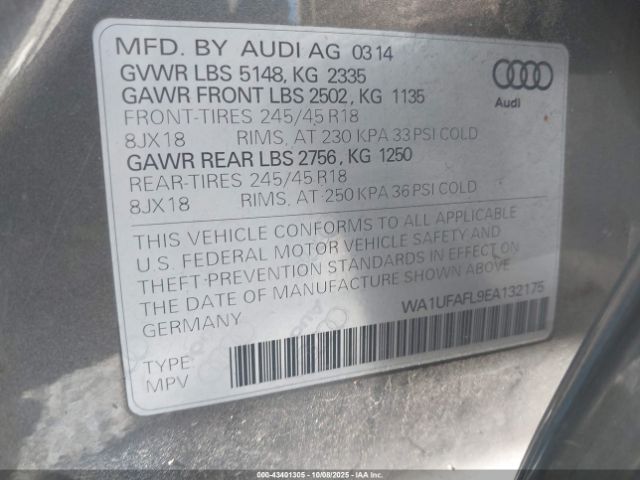 MFD. BY AUDI AG 03 14
GVWR LBS 5148, KG 2335
GAWR FRONT LBS 2502, KG 1135
FRONT-TIRES 245/45 R18
8JX18 RIMS, AT 230 KPA 33 PSI COLD
GAWR REAR LBS 2756, KG 1250
REAR-TIRES 245/45 R18
8JX18 RIMS, AT 250 KPA 36 PSI COLD
Audi
THIS VEHICLE CONFORMS TO ALL APPLICABLE
U.S. FEDERAL MOTOR VEHICLE SAFETY AND
THEFT-PREVENTION STANDARDS IN EFFECT ON
THE DATE OF MANUFACTURE SHOWN ABOVE.
GERMANY
WA1UFAFL9EA132175
TYPE:
MPV
000-43401305 - 10/08/2025 - IAAI.COM